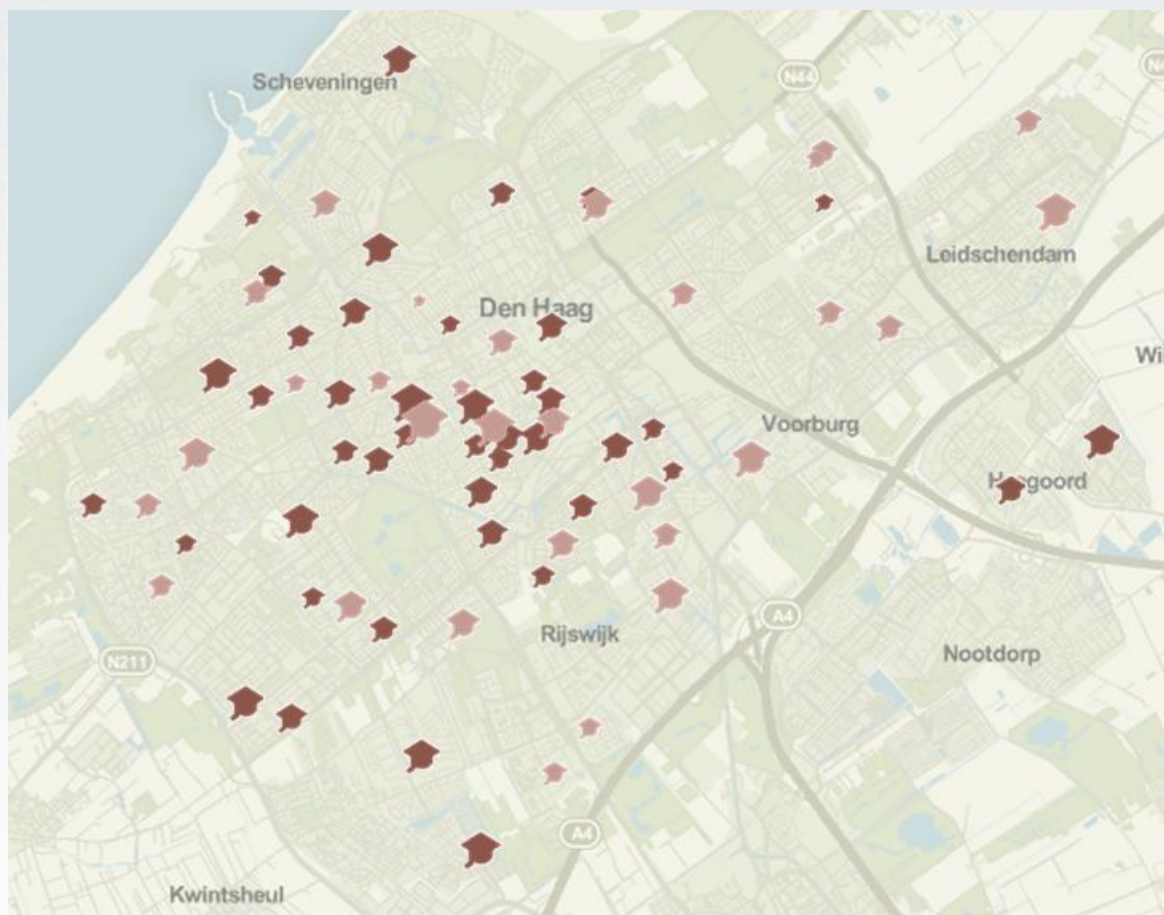 Scheveningen
N44
Leidschendam
Den Haag
Voorburg
Rijswijk
A4
N211
Nootdorp
A4
Kwintsheul